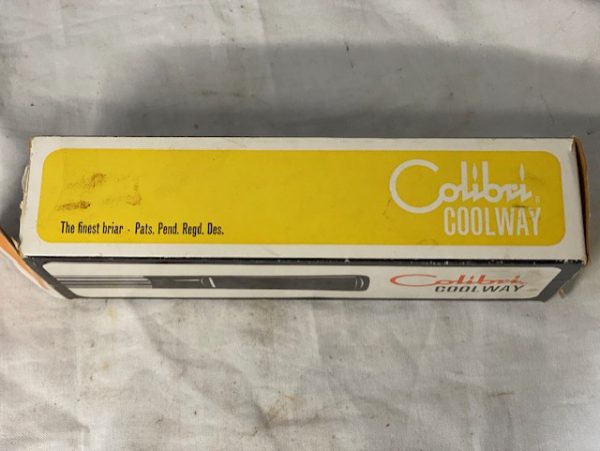 Colibri®
COOLWAY
The finest briar - Pats. Pend. Regd. Des.
Colibri
COOLWAY